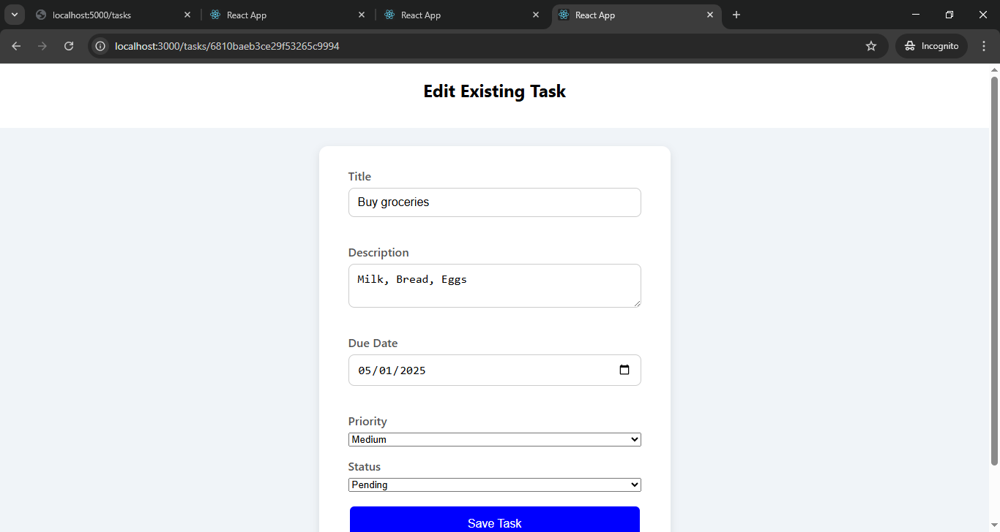 localhost:5000/tasks
React App
React App
React App
localhost:3000/tasks/6810baeb3ce29f53265c9994
Incognito
Edit Existing Task
Title
Buy groceries
Description
Milk, Bread, Eggs
Due Date
05/01/2025
Priority
Medium
Status
Pending
Save Task